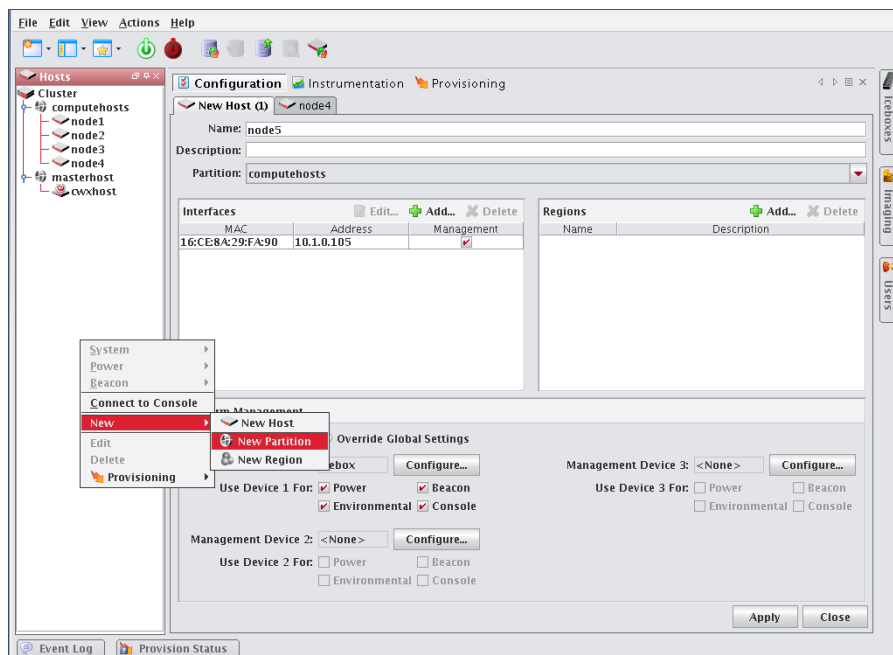 File Edit View Actions Help
Hosts
Cluster
computehosts
node1
node2
node3
node4
masterhost
cwxhost
Configuration Instrumentation Provisioning
New Host (1) node4
Name: node5
Description:
Partition: computehosts
Interfaces Edit... Add... Delete
MAC Address Management
16:CE:8A:29:FA:90 10.1.0.105
Regions Add... Delete
Name Description
System
Power
Beacon
Connect to Console
New
Edit
Delete
Provisioning
New Host
New Partition
New Region
Management
Override Global Settings
Configure...
Use Device 1 For: Power Beacon
Environmental Console
Management Device 3: <None> Configure...
Use Device 3 For: Power Beacon
Environmental Console
Management Device 2: <None> Configure...
Use Device 2 For: Power Beacon
Environmental Console
Apply Close
Iceboxes
Imaging
Users
Event Log Provision Status